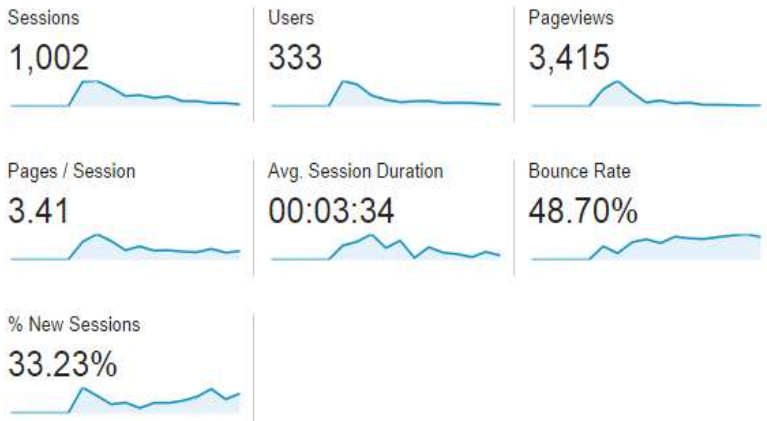 Sessions
1,002
Users
333
Pageviews
3,415
Pages / Session
3.41
Avg. Session Duration
00:03:34
Bounce Rate
48.70%
% New Sessions
33.23%